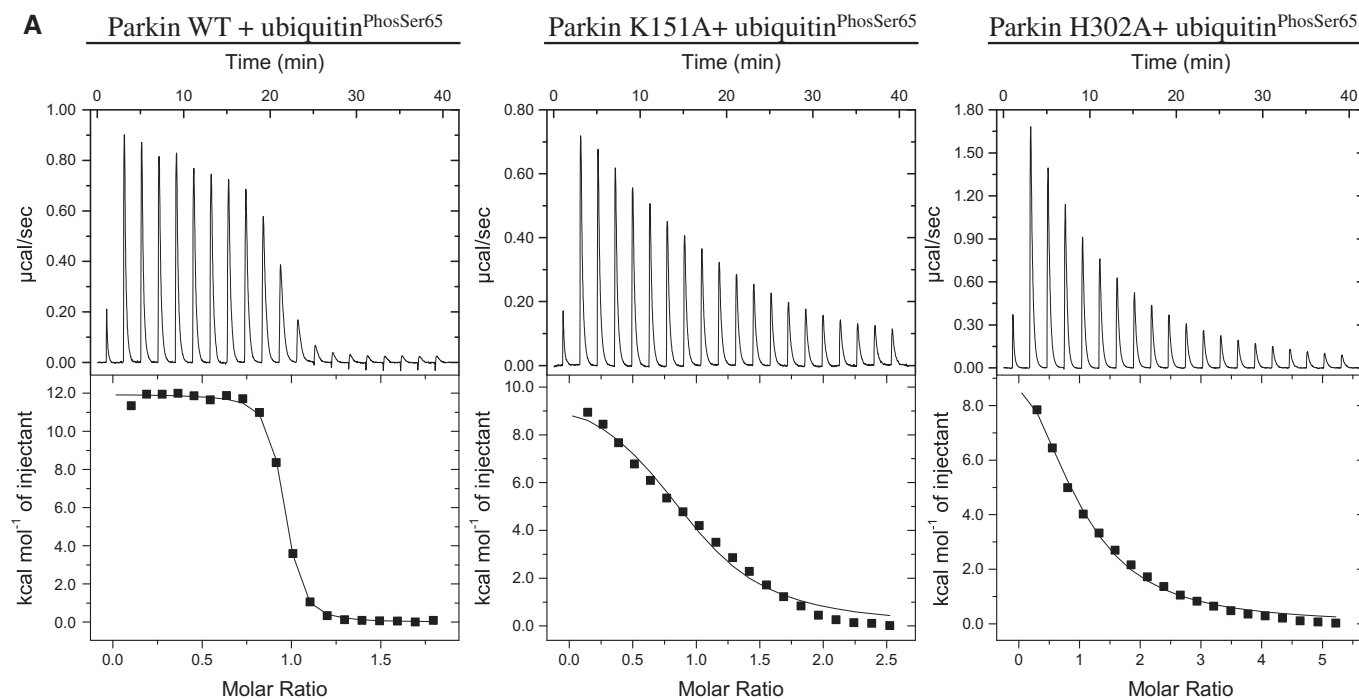 A
Parkin WT + ubiquitin^PhosSer65
Time (min)
0 10 20 30 40
1.00
0.80
0.60
0.40
0.20
0.00
µcal/sec
12.0
10.0
8.0
6.0
4.0
2.0
0.0
kcal mol⁻¹ of injectant
0.0 0.5 1.0 1.5
Molar Ratio
Parkin K151A+ ubiquitin^PhosSer65
Time (min)
0 10 20 30 40
0.80
0.60
0.40
0.20
0.00
µcal/sec
10.0
8.0
6.0
4.0
2.0
0.0
kcal mol⁻¹ of injectant
0.0 0.5 1.0 1.5 2.0 2.5
Molar Ratio
Parkin H302A+ ubiquitin^PhosSer65
Time (min)
0 10 20 30 40
1.80
1.50
1.20
0.90
0.60
0.30
0.00
µcal/sec
8.0
6.0
4.0
2.0
0.0
kcal mol⁻¹ of injectant
0 1 2 3 4 5
Molar Ratio